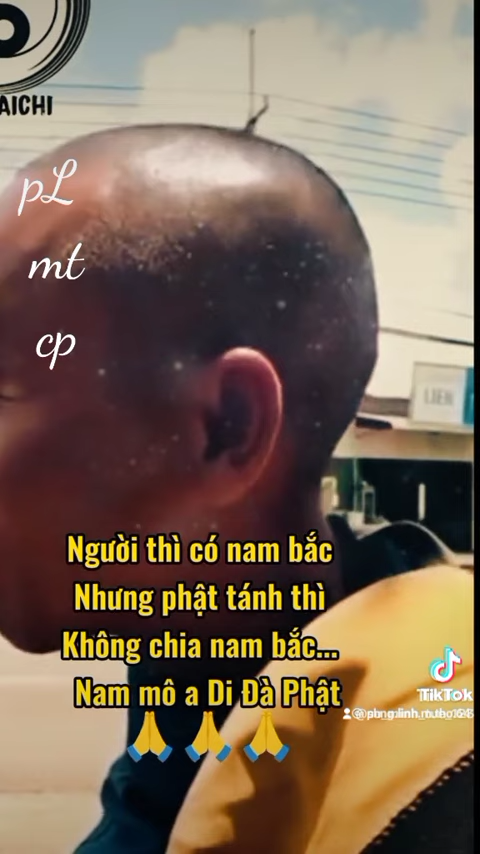 AICHI
pL
mt
cp
LIEN
Người thì có nam bắc
Nhưng phật tánh thì
Không chia nam bắc...
Nam mô a Di Đà Phật
TikTok